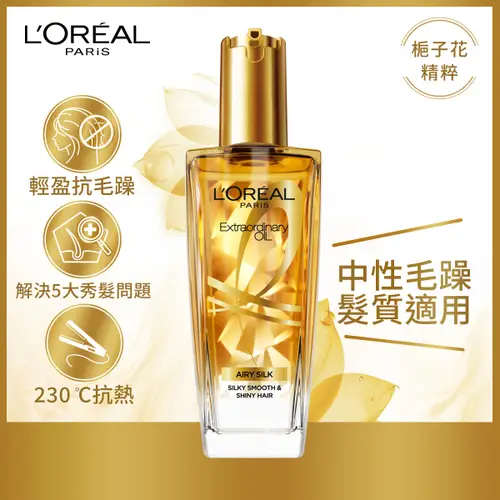 L'ORÉAL
PARIS
梔子花
精粹
輕盈抗毛躁
解決5大秀髮問題
230℃抗熱
L'ORÉAL
PARIS
Extraordinary
OIL
AIRY SILK
SILKY SMOOTH &
SHINY HAIR
中性毛躁
髮質適用